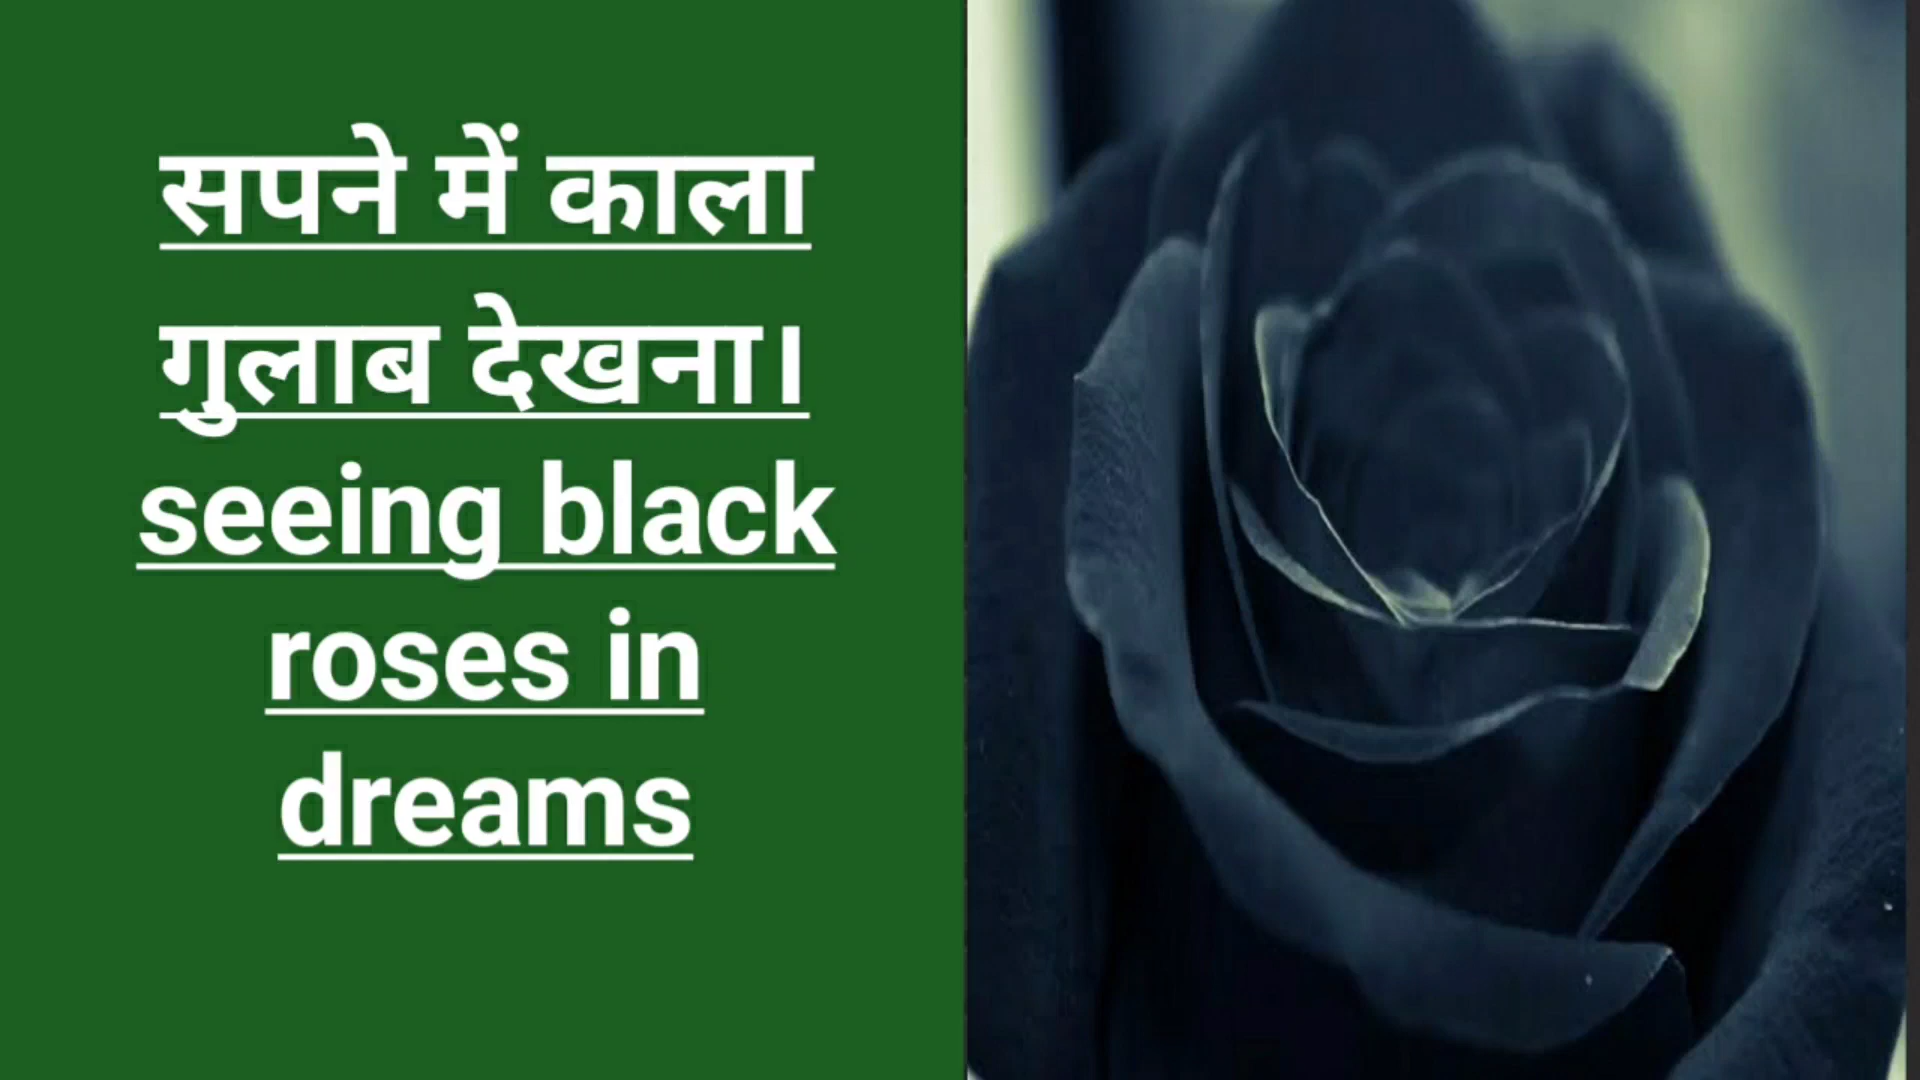 सपने में काला
गुलाब देखना।
seeing black
roses in
dreams